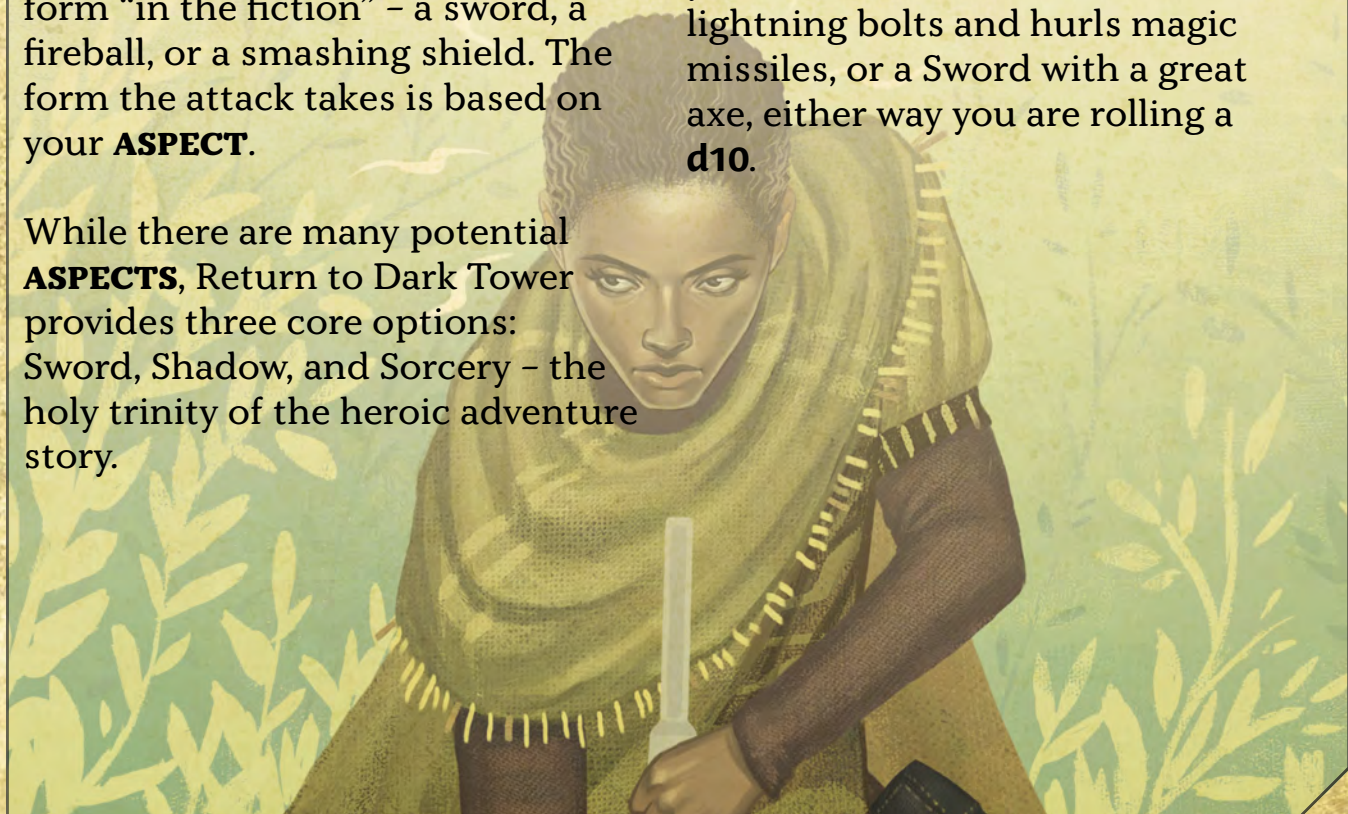 form “in the fiction” – a sword, a
fireball, or a smashing shield. The
form the attack takes is based on
your ASPECT.
While there are many potential
ASPECTS, Return to Dark Tower
provides three core options:
Sword, Shadow, and Sorcery – the
holy trinity of the heroic adventure
story.
lightning bolts and hurls magic
missiles, or a Sword with a great
axe, either way you are rolling a
d10.